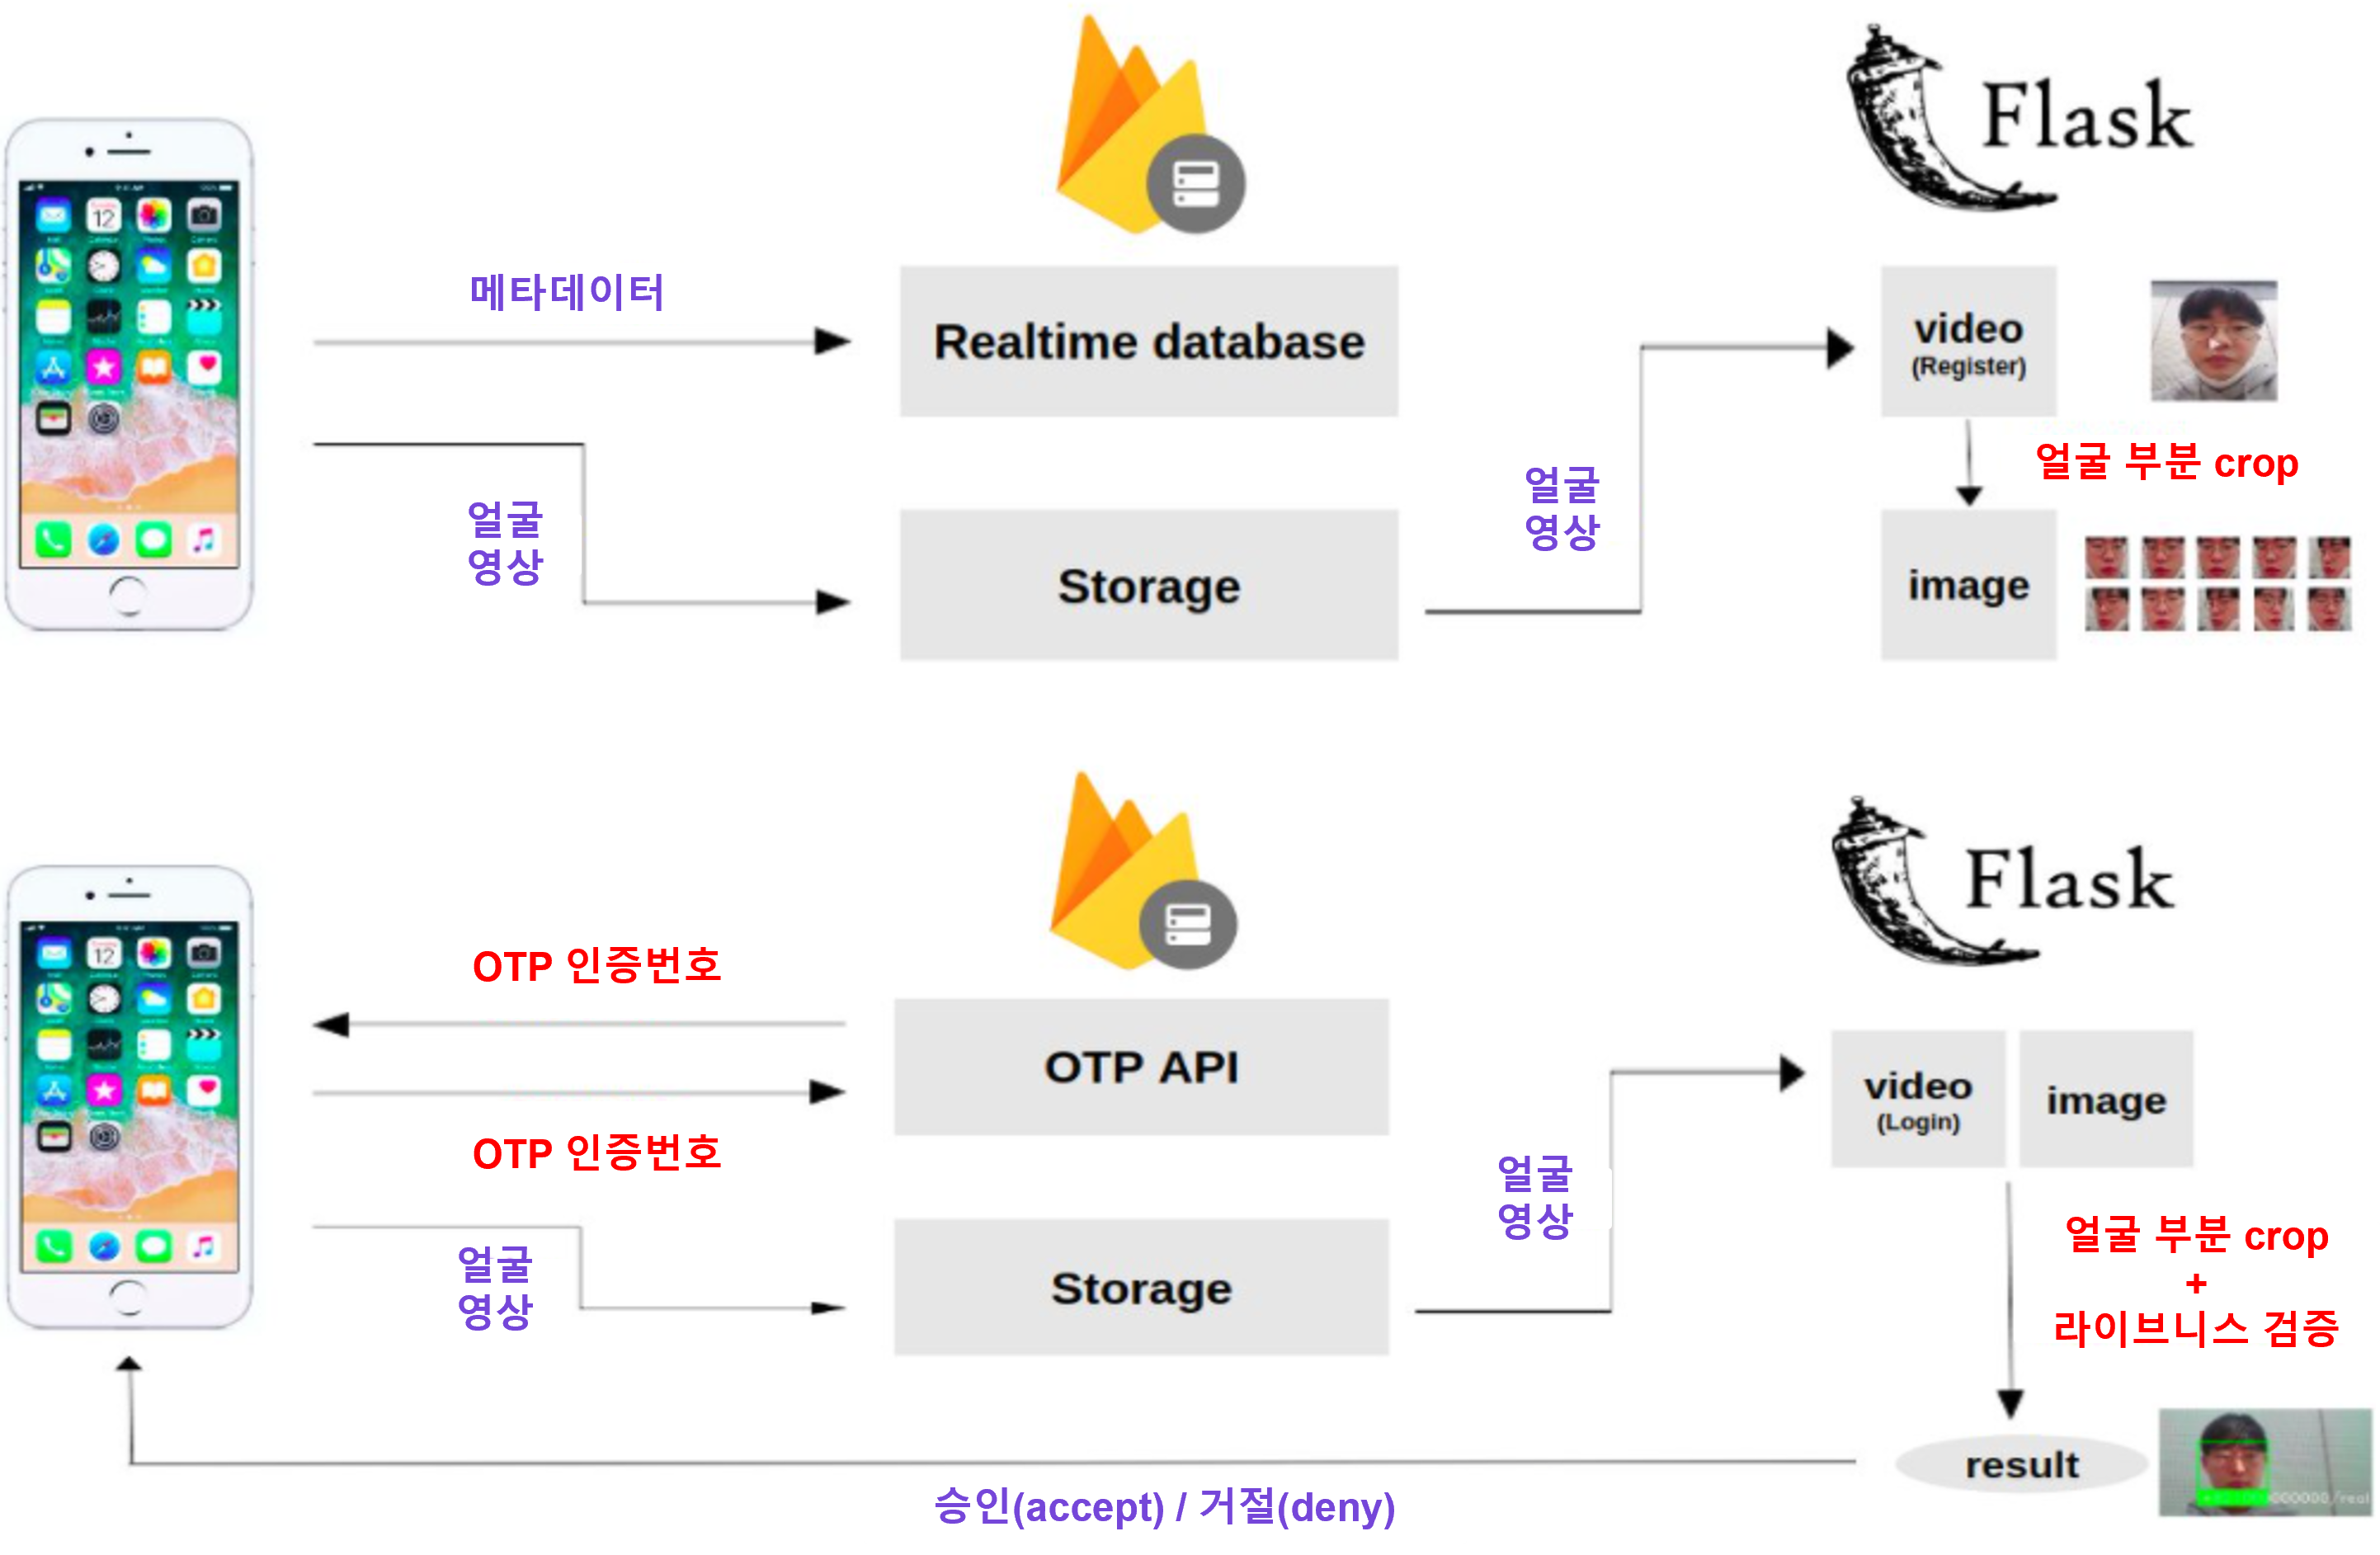 Flask
메타데이터
Realtime database
video
(Register)
얼굴 부분 crop
얼굴
영상
얼굴
영상
Storage
image
Flask
OTP 인증번호
OTP API
OTP 인증번호
video
(Login)
image
얼굴
영상
얼굴
영상
Storage
얼굴 부분 crop
+
라이브니스 검증
result
승인(accept) / 거절(deny)